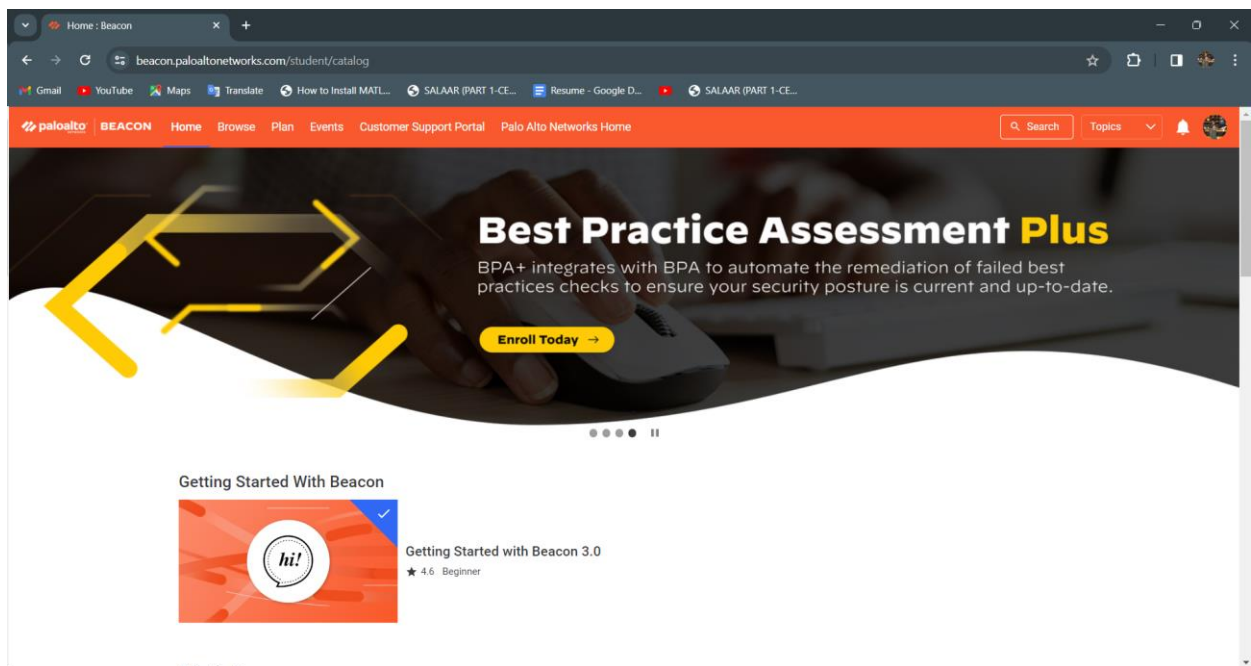 Home : Beacon
beacon.paloaltonetworks.com/student/catalog
Gmail YouTube Maps Translate How to Install MATL... SALAAR (PART 1-CE... Resume - Google D... SALAAR (PART 1-CE...
paloalto BEACON Home Browse Plan Events Customer Support Portal Palo Alto Networks Home Search Topics
Best Practice Assessment Plus
BPA+ integrates with BPA to automate the remediation of failed best
practices checks to ensure your security posture is current and up-to-date.
Enroll Today →
Getting Started With Beacon
hi!
Getting Started with Beacon 3.0
★ 4.6 Beginner